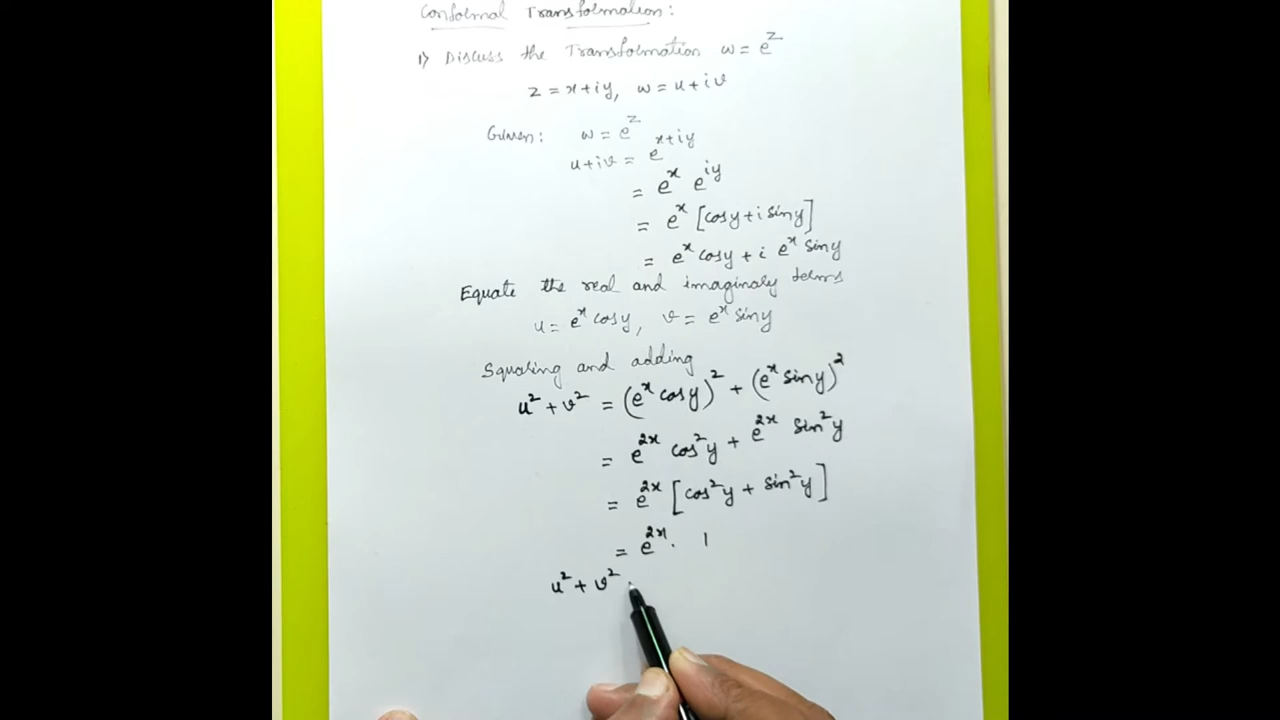 Conformal Transformation:
1) Discuss the Transformation w = e^z
z = x+iy, w = u+iv
Given: w = e^z
u+iv = e^{x+iy}
= e^x e^{iy}
= e^x [cosy + i siny]
= e^x cosy + i e^x siny
Equate the real and imaginary terms
u = e^x cosy, v = e^x siny
Squaring and adding
u² + v² = (e^x cosy)² + (e^x siny)²
= e^{2x} cos²y + e^{2x} sin²y
= e^{2x} [cos²y + sin²y]
= e^{2x} . 1
u² + v²